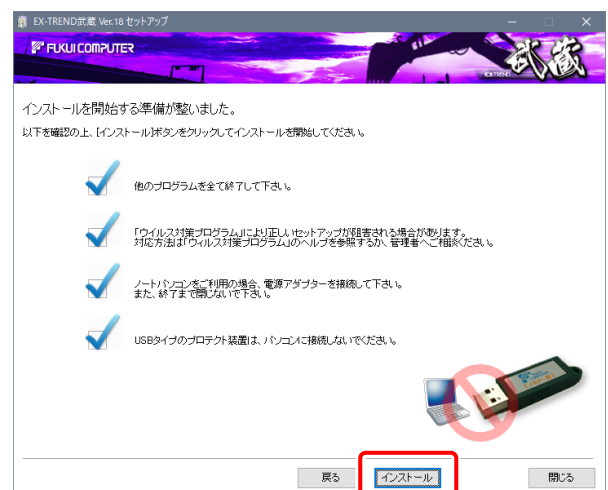 EX-TREND武蔵 Ver.18 セットアップ
FUKUI COMPUTER
EX-TREND 武蔵
インストールを開始する準備が整いました。
以下を確認の上、[インストール]ボタンをクリックしてインストールを開始してください。
他のプログラムを全て終了して下さい。
「ウイルス対策プログラム」により正しいセットアップが阻害される場合があります。
対応方法は「ウィルス対策プログラム」のヘルプを参照するか、管理者へご相談ください。
ノートパソコンをご利用の場合、電源アダプターを接続して下さい。
また、終了まで閉じないで下さい。
USBタイプのプロテクト装置は、パソコンに接続しないでください。
戻る
インストール
閉じる